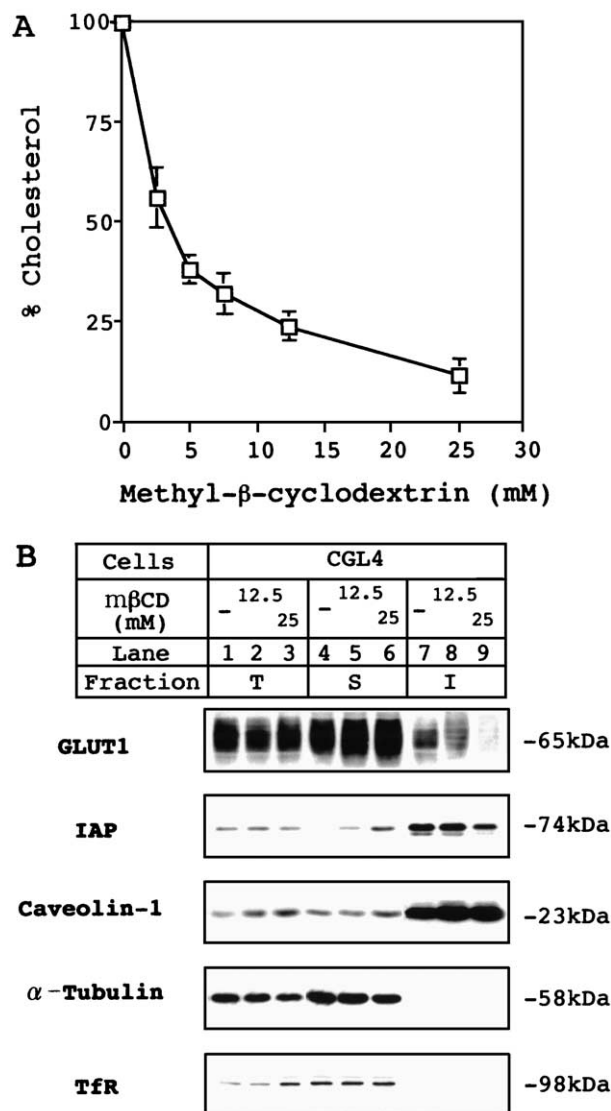 A
% Cholesterol
100
75
50
25
0
0 5 10 15 20 25 30
Methyl-β-cyclodextrin (mM)
B
Cells CGL4
mβCD (mM) – 12.5 25 – 12.5 25 – 12.5 25
Lane 1 2 3 4 5 6 7 8 9
Fraction T S I
GLUT1 -65kDa
IAP -74kDa
Caveolin-1 -23kDa
α-Tubulin -58kDa
TfR -98kDa